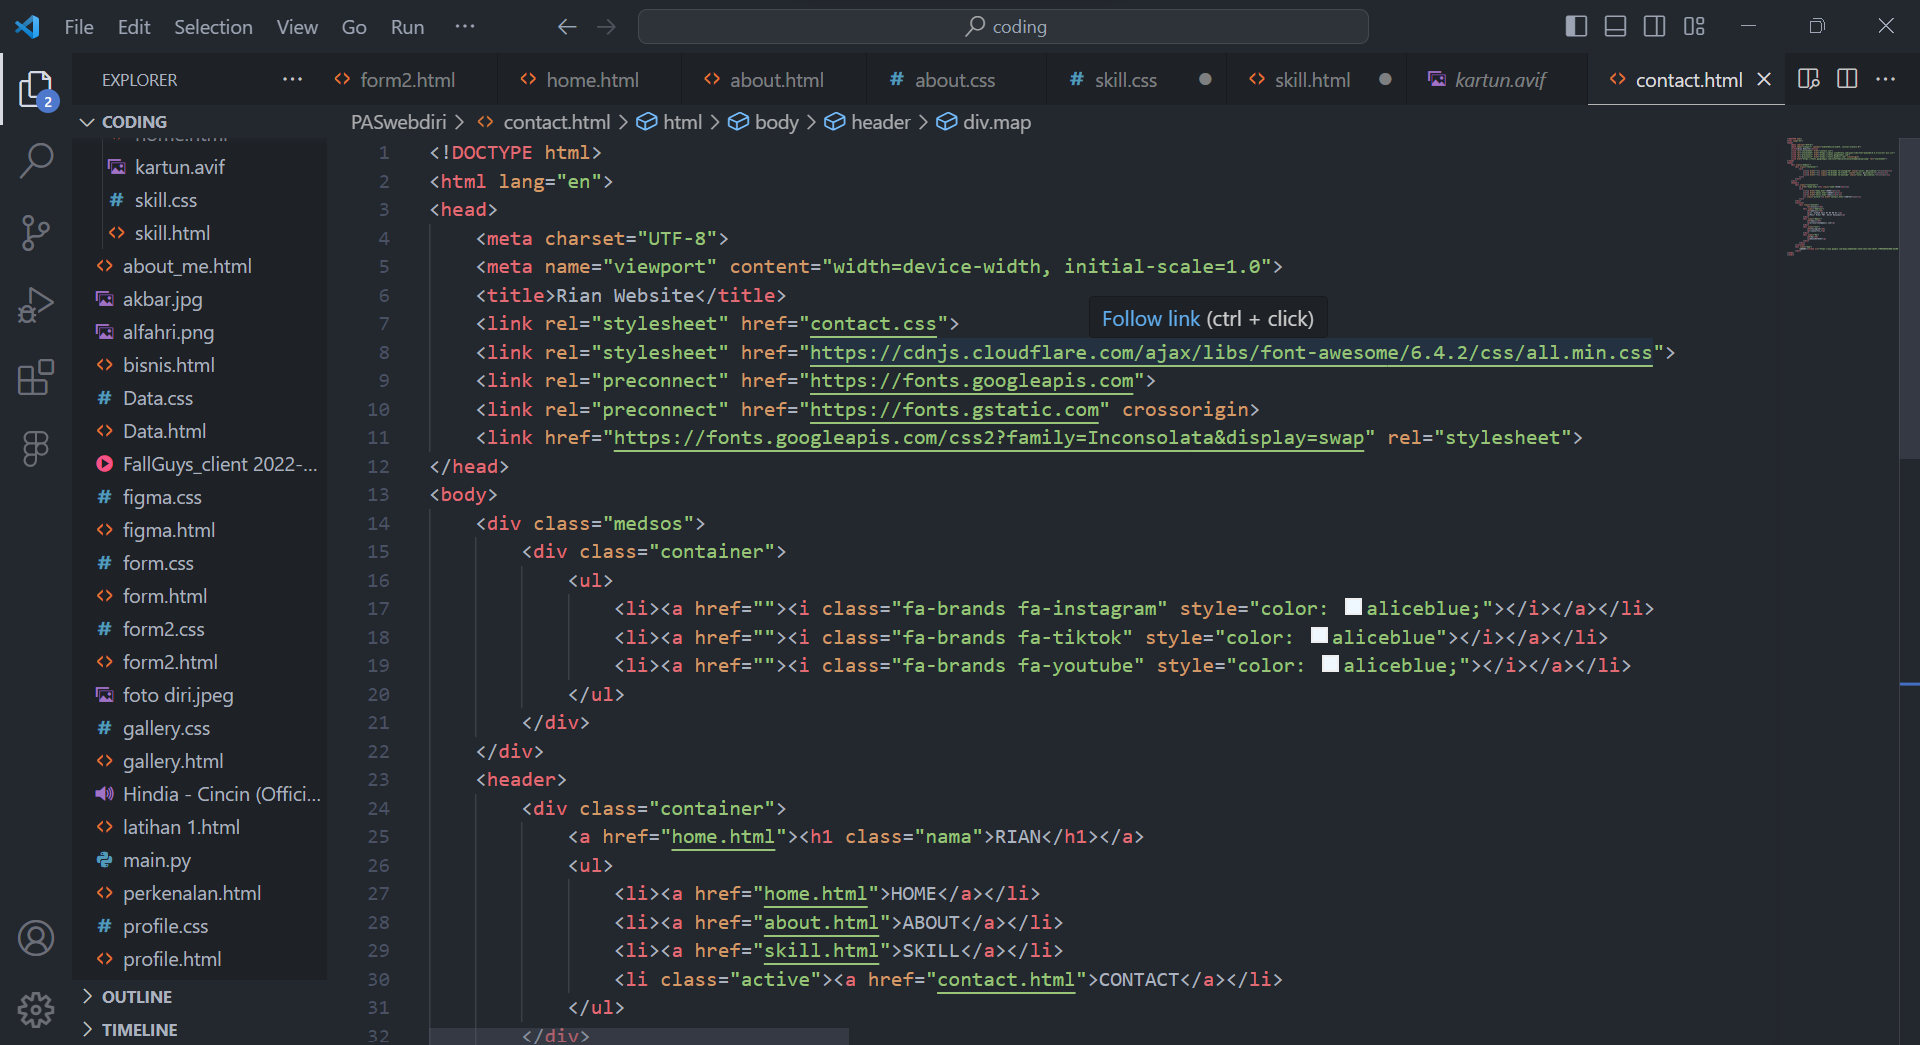 File Edit Selection View Go Run ··· coding
EXPLORER ··· form2.html home.html about.html # about.css # skill.css skill.html kartun.avif contact.html ···
2
CODING
kartun.avif
# skill.css
skill.html
about_me.html
akbar.jpg
alfahri.png
bisnis.html
# Data.css
Data.html
FallGuys_client 2022-...
# figma.css
figma.html
# form.css
form.html
# form2.css
form2.html
foto diri.jpeg
# gallery.css
gallery.html
Hindia - Cincin (Offici...
latihan 1.html
main.py
perkenalan.html
# profile.css
profile.html
OUTLINE
TIMELINE
PASwebdiri > contact.html > html > body > header > div.map
1 <!DOCTYPE html>
2 <html lang="en">
3 <head>
4 <meta charset="UTF-8">
5 <meta name="viewport" content="width=device-width, initial-scale=1.0">
6 <title>Rian Website</title>
Follow link (ctrl + click)
7 <link rel="stylesheet" href="contact.css">
8 <link rel="stylesheet" href="https://cdnjs.cloudflare.com/ajax/libs/font-awesome/6.4.2/css/all.min.css">
9 <link rel="preconnect" href="https://fonts.googleapis.com">
10 <link rel="preconnect" href="https://fonts.gstatic.com" crossorigin>
11 <link href="https://fonts.googleapis.com/css2?family=Inconsolata&display=swap" rel="stylesheet">
12 </head>
13 <body>
14 <div class="medsos">
15 <div class="container">
16 <ul>
17 <li><a href=""><i class="fa-brands fa-instagram" style="color: aliceblue;"></i></a></li>
18 <li><a href=""><i class="fa-brands fa-tiktok" style="color: aliceblue"></i></a></li>
19 <li><a href=""><i class="fa-brands fa-youtube" style="color: aliceblue;"></i></a></li>
20 </ul>
21 </div>
22 </div>
23 <header>
24 <div class="container">
25 <a href="home.html"><h1 class="nama">RIAN</h1></a>
26 <ul>
27 <li><a href="home.html">HOME</a></li>
28 <li><a href="about.html">ABOUT</a></li>
29 <li><a href="skill.html">SKILL</a></li>
30 <li class="active"><a href="contact.html">CONTACT</a></li>
31 </ul>
32 </div>